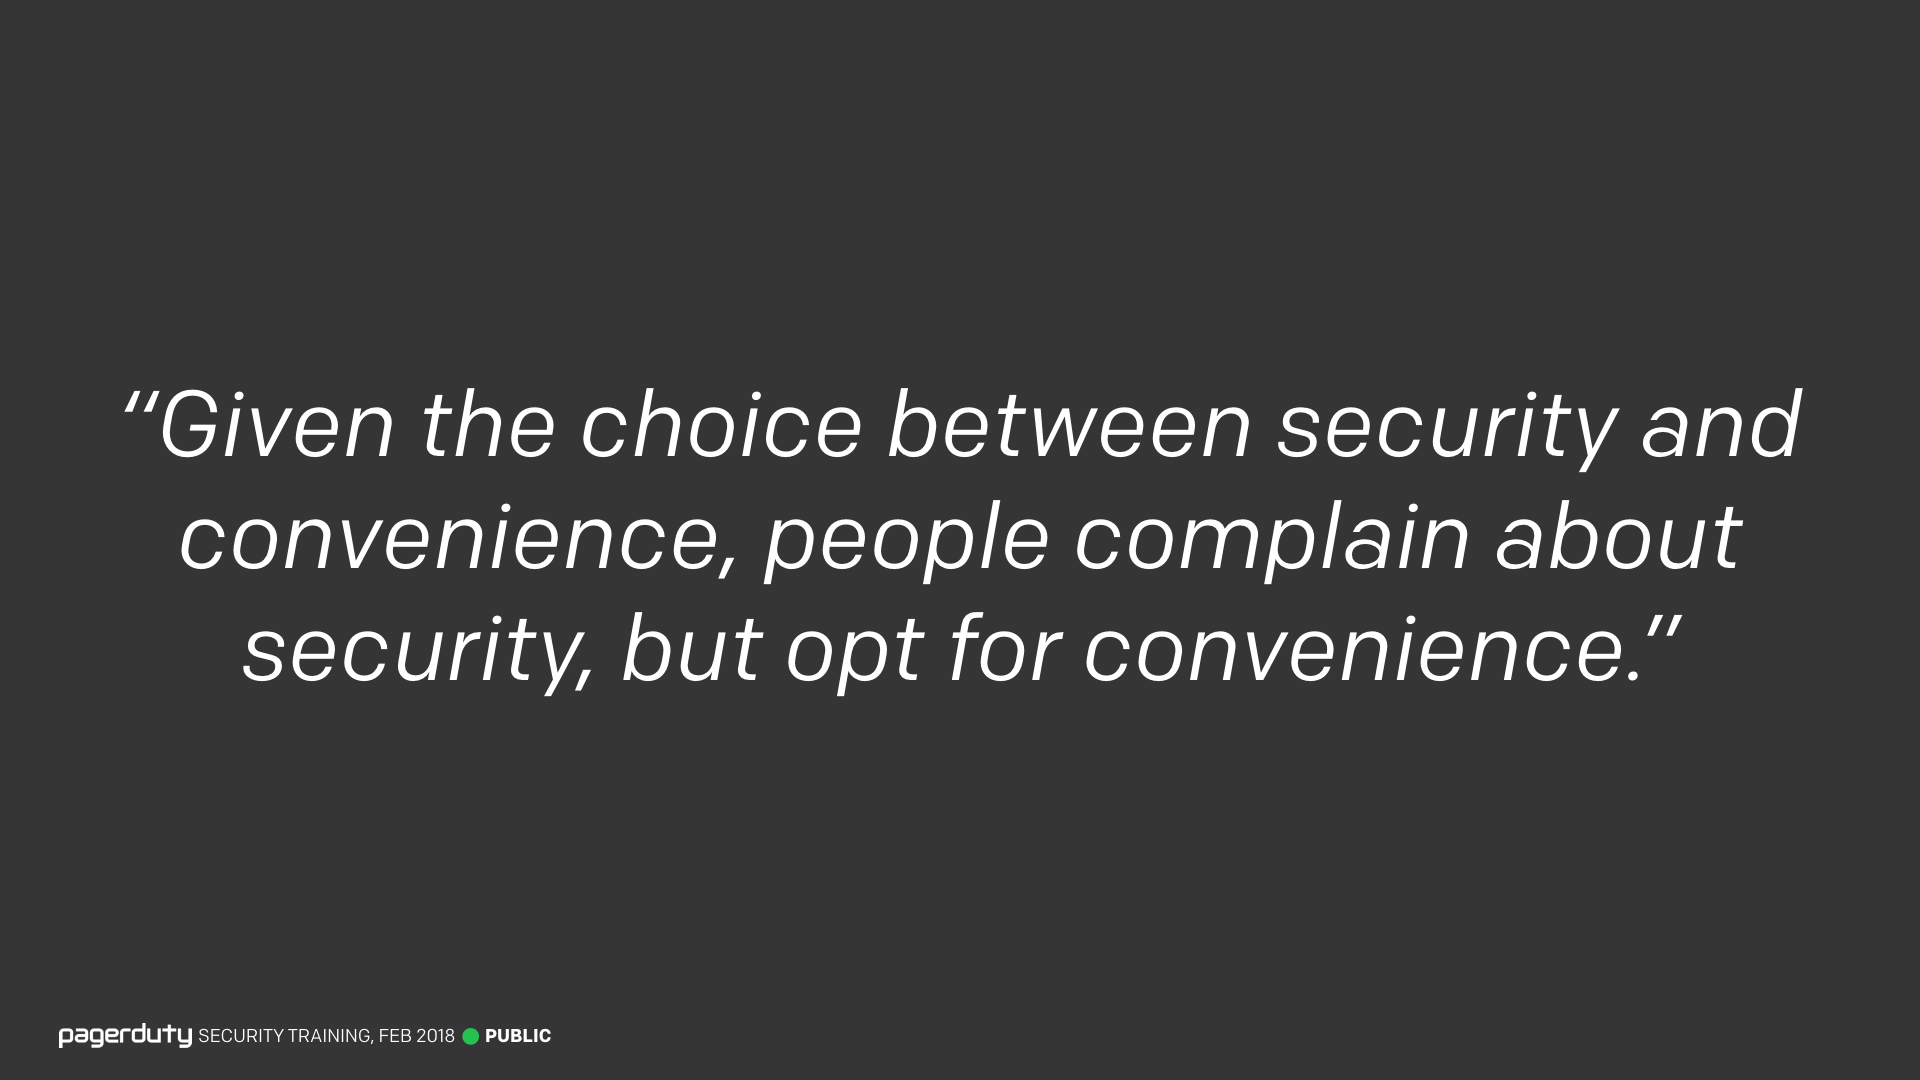 “Given the choice between security and
convenience, people complain about
security, but opt for convenience.”
pagerduty SECURITY TRAINING, FEB 2018 PUBLIC